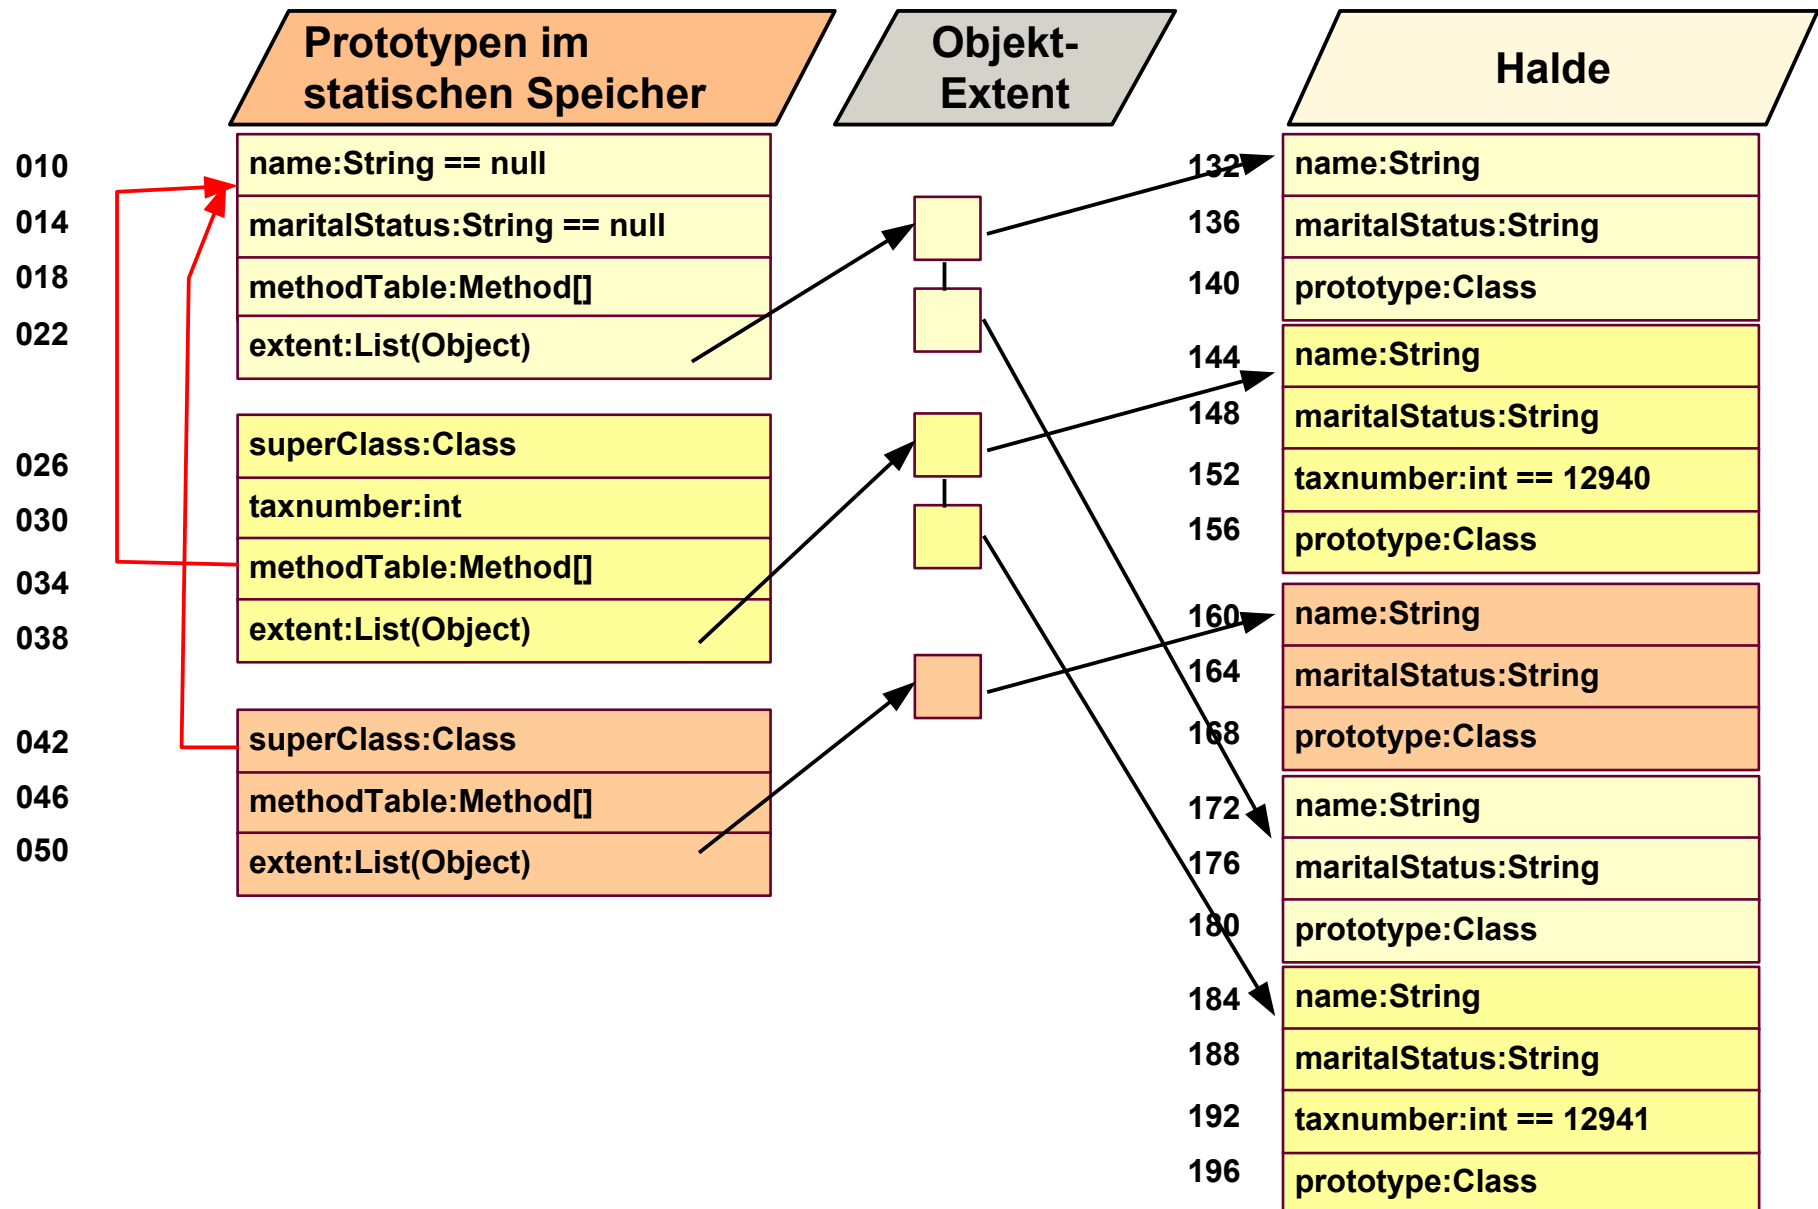 Prototypen im
statischen Speicher
Objekt-
Extent
Halde
010
name:String == null
014
maritalStatus:String == null
018
methodTable:Method[]
022
extent:List(Object)
026
superClass:Class
030
taxnumber:int
034
methodTable:Method[]
038
extent:List(Object)
042
superClass:Class
046
methodTable:Method[]
050
extent:List(Object)
132
name:String
136
maritalStatus:String
140
prototype:Class
144
name:String
148
maritalStatus:String
152
taxnumber:int == 12940
156
prototype:Class
160
name:String
164
maritalStatus:String
168
prototype:Class
172
name:String
176
maritalStatus:String
180
prototype:Class
184
name:String
188
maritalStatus:String
192
taxnumber:int == 12941
196
prototype:Class